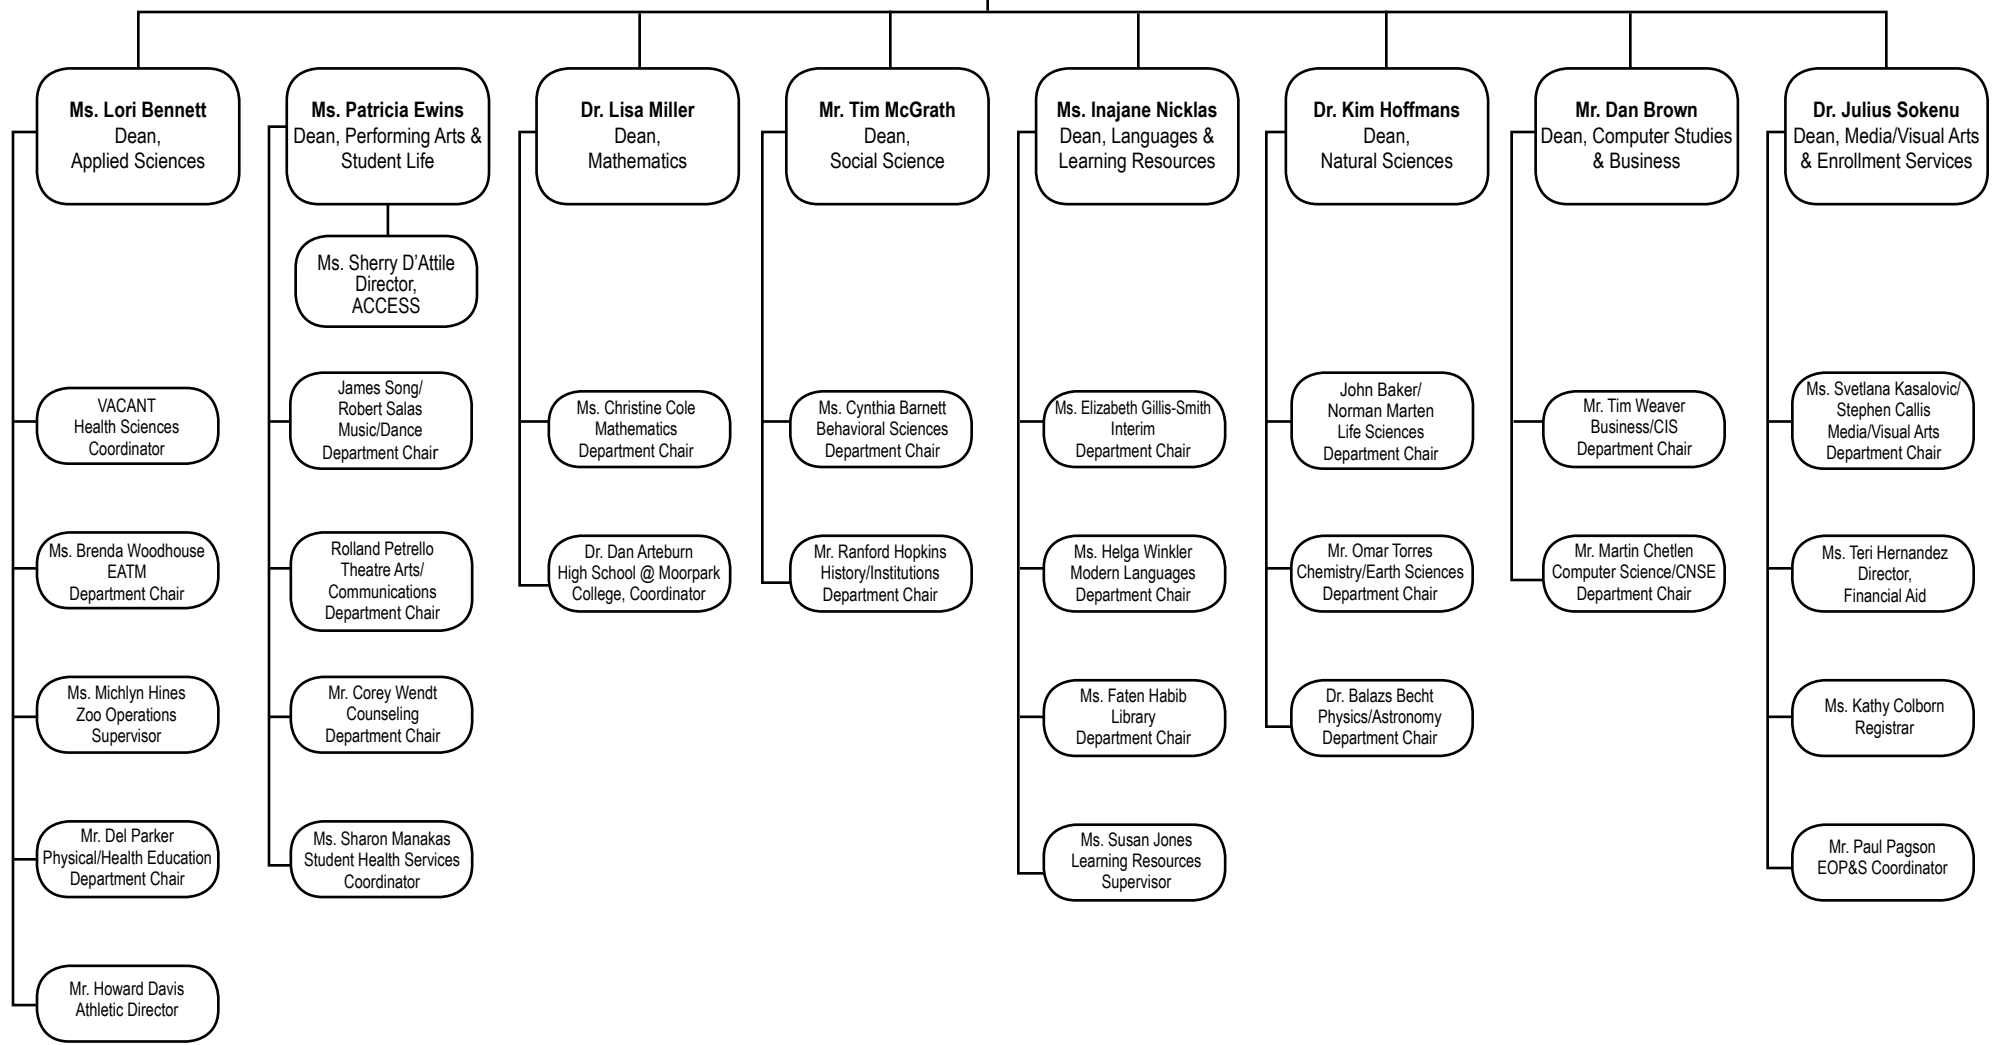 Ms. Lori Bennett
Dean,
Applied Sciences
VACANT
Health Sciences
Coordinator
Ms. Brenda Woodhouse
EATM
Department Chair
Ms. Michlyn Hines
Zoo Operations
Supervisor
Mr. Del Parker
Physical/Health Education
Department Chair
Mr. Howard Davis
Athletic Director
Ms. Patricia Ewins
Dean, Performing Arts &
Student Life
Ms. Sherry D’Attile
Director,
ACCESS
James Song/
Robert Salas
Music/Dance
Department Chair
Rolland Petrello
Theatre Arts/
Communications
Department Chair
Mr. Corey Wendt
Counseling
Department Chair
Ms. Sharon Manakas
Student Health Services
Coordinator
Dr. Lisa Miller
Dean,
Mathematics
Ms. Christine Cole
Mathematics
Department Chair
Dr. Dan Arteburn
High School @ Moorpark
College, Coordinator
Mr. Tim McGrath
Dean,
Social Science
Ms. Cynthia Barnett
Behavioral Sciences
Department Chair
Mr. Ranford Hopkins
History/Institutions
Department Chair
Ms. Inajane Nicklas
Dean, Languages &
Learning Resources
Ms. Elizabeth Gillis-Smith
Interim
Department Chair
Ms. Helga Winkler
Modern Languages
Department Chair
Ms. Faten Habib
Library
Department Chair
Ms. Susan Jones
Learning Resources
Supervisor
Dr. Kim Hoffmans
Dean,
Natural Sciences
John Baker/
Norman Marten
Life Sciences
Department Chair
Mr. Omar Torres
Chemistry/Earth Sciences
Department Chair
Dr. Balazs Becht
Physics/Astronomy
Department Chair
Mr. Dan Brown
Dean, Computer Studies
& Business
Mr. Tim Weaver
Business/CIS
Department Chair
Mr. Martin Chetlen
Computer Science/CNSE
Department Chair
Dr. Julius Sokenu
Dean, Media/Visual Arts
& Enrollment Services
Ms. Svetlana Kasalovic/
Stephen Callis
Media/Visual Arts
Department Chair
Ms. Teri Hernandez
Director,
Financial Aid
Ms. Kathy Colborn
Registrar
Mr. Paul Pagson
EOP&S Coordinator